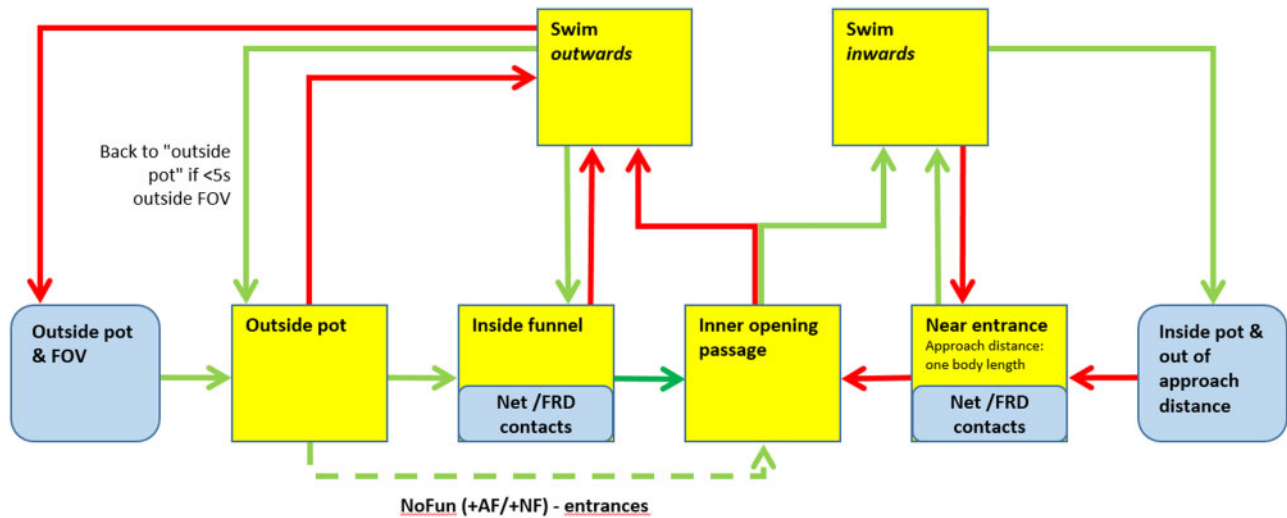 Swim
outwards
Swim
inwards
Back to "outside
pot" if <5s
outside FOV
Outside pot
& FOV
Outside pot
Inside funnel
Net /FRD
contacts
Inner opening
passage
Near entrance
Approach distance:
one body length
Net /FRD
contacts
Inside pot &
out of
approach
distance
NoFun (+AF/+NF) - entrances